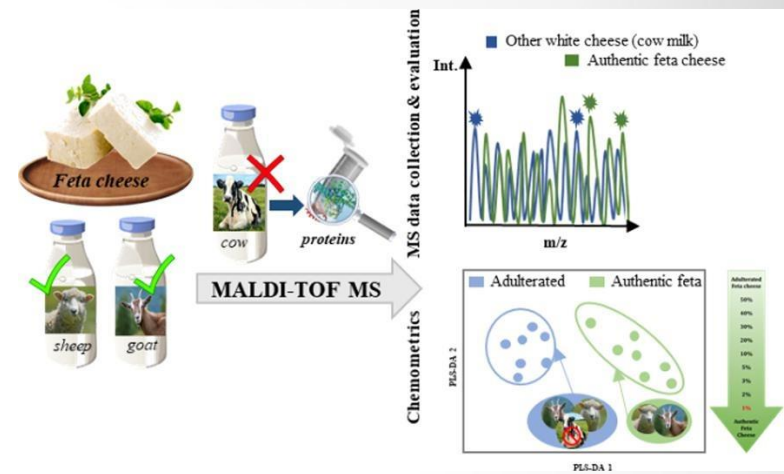 Other white cheese (cow milk)
Authentic feta cheese
Int.
m/z
MS data collection & evaluation
Feta cheese
cow
proteins
sheep
goat
MALDI-TOF MS
Chemometrics
Adulterated
Authentic feta
PLS-DA 2
PLS-DA 1
Adulterated
Feta cheese
50%
40%
30%
20%
10%
5%
3%
2%
1%
Authentic
Feta
Cheese